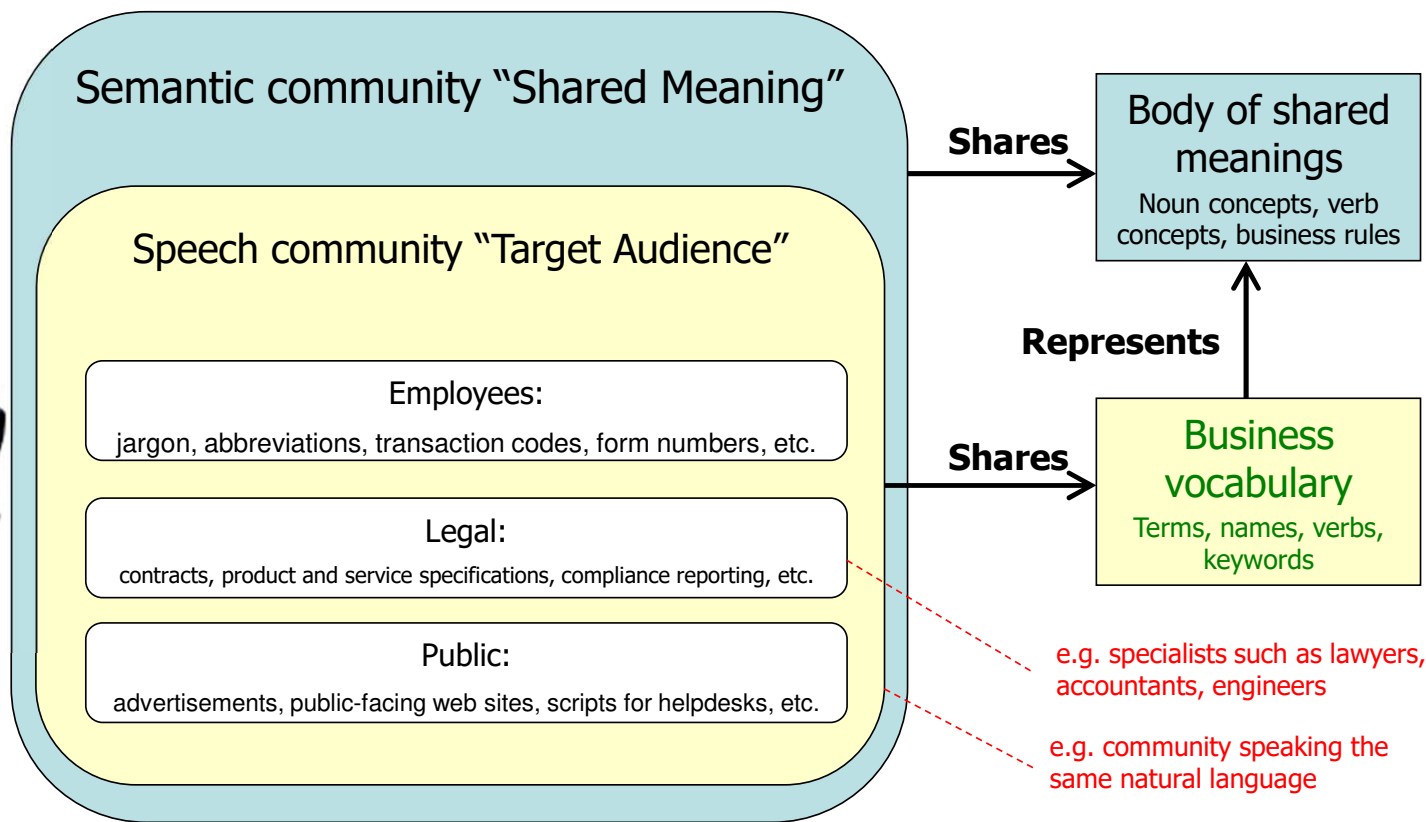 Semantic community “Shared Meaning”
Speech community “Target Audience”
Employees:
jargon, abbreviations, transaction codes, form numbers, etc.
Legal:
contracts, product and service specifications, compliance reporting, etc.
Public:
advertisements, public-facing web sites, scripts for helpdesks, etc.
Shares
Body of shared
meanings
Noun concepts, verb
concepts, business rules
Represents
Shares
Business
vocabulary
Terms, names, verbs,
keywords
e.g. specialists such as lawyers,
accountants, engineers
e.g. community speaking the
same natural language